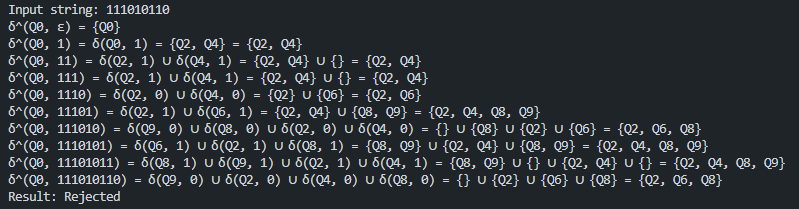 Input string: 111010110
δ^(Q0, ε) = {Q0}
δ^(Q0, 1) = δ(Q0, 1) = {Q2, Q4} = {Q2, Q4}
δ^(Q0, 11) = δ(Q2, 1) ∪ δ(Q4, 1) = {Q2, Q4} ∪ {} = {Q2, Q4}
δ^(Q0, 111) = δ(Q2, 1) ∪ δ(Q4, 1) = {Q2, Q4} ∪ {} = {Q2, Q4}
δ^(Q0, 1110) = δ(Q2, 0) ∪ δ(Q4, 0) = {Q2} ∪ {Q6} = {Q2, Q6}
δ^(Q0, 11101) = δ(Q2, 1) ∪ δ(Q6, 1) = {Q2, Q4} ∪ {Q8, Q9} = {Q2, Q4, Q8, Q9}
δ^(Q0, 111010) = δ(Q9, 0) ∪ δ(Q8, 0) ∪ δ(Q2, 0) ∪ δ(Q4, 0) = {} ∪ {Q8} ∪ {Q2} ∪ {Q6} = {Q2, Q6, Q8}
δ^(Q0, 1110101) = δ(Q6, 1) ∪ δ(Q2, 1) ∪ δ(Q8, 1) = {Q8, Q9} ∪ {Q2, Q4} ∪ {Q8, Q9} = {Q2, Q4, Q8, Q9}
δ^(Q0, 11101011) = δ(Q8, 1) ∪ δ(Q9, 1) ∪ δ(Q2, 1) ∪ δ(Q4, 1) = {Q8, Q9} ∪ {} ∪ {Q2, Q4} ∪ {} = {Q2, Q4, Q8, Q9}
δ^(Q0, 111010110) = δ(Q9, 0) ∪ δ(Q2, 0) ∪ δ(Q4, 0) ∪ δ(Q8, 0) = {} ∪ {Q2} ∪ {Q6} ∪ {Q8} = {Q2, Q6, Q8}
Result: Rejected